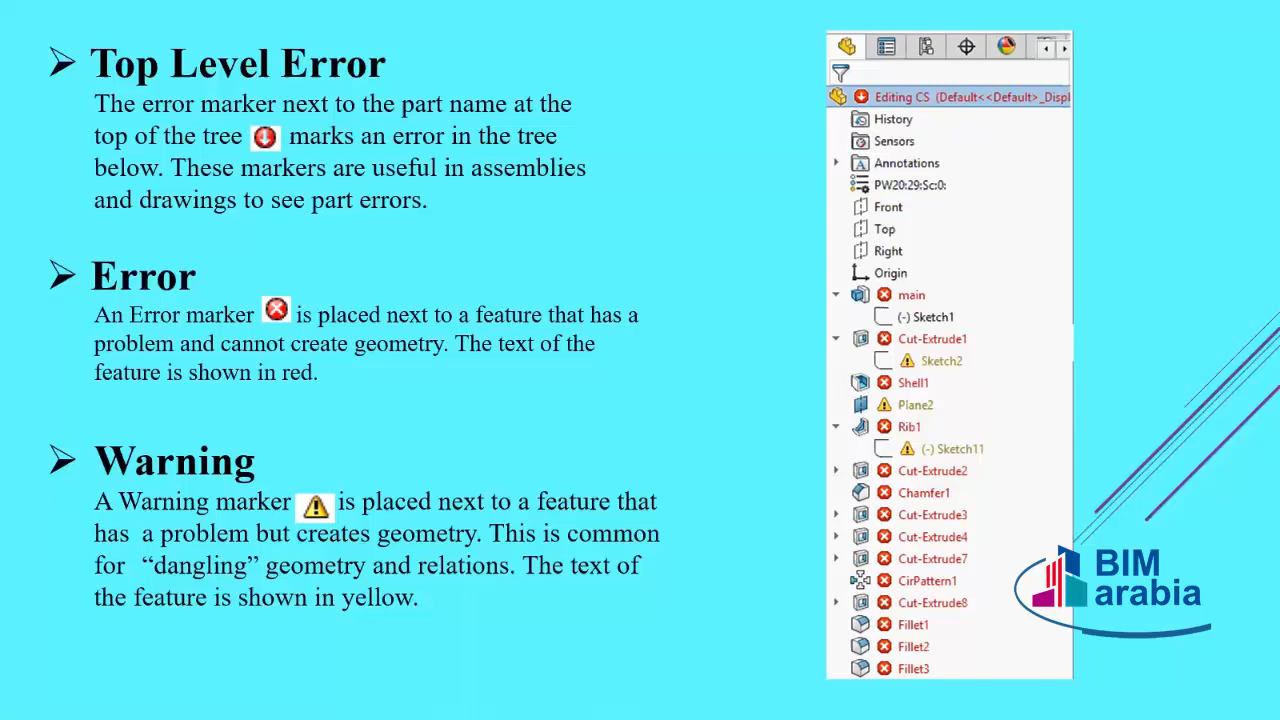 Top Level Error
The error marker next to the part name at the
top of the tree marks an error in the tree
below. These markers are useful in assemblies
and drawings to see part errors.
Error
An Error marker is placed next to a feature that has a
problem and cannot create geometry. The text of the
feature is shown in red.
Warning
A Warning marker is placed next to a feature that
has a problem but creates geometry. This is common
for “dangling” geometry and relations. The text of
the feature is shown in yellow.
Editing CS (Default<<Default>_Displ
History
Sensors
Annotations
PW20:29:Sc:0:
Front
Top
Right
Origin
main
(-) Sketch1
Cut-Extrude1
Sketch2
Shell1
Plane2
Rib1
(-) Sketch11
Cut-Extrude2
Chamfer1
Cut-Extrude3
Cut-Extrude4
Cut-Extrude7
CirPattern1
Cut-Extrude8
Fillet1
Fillet2
Fillet3
BIM
arabia